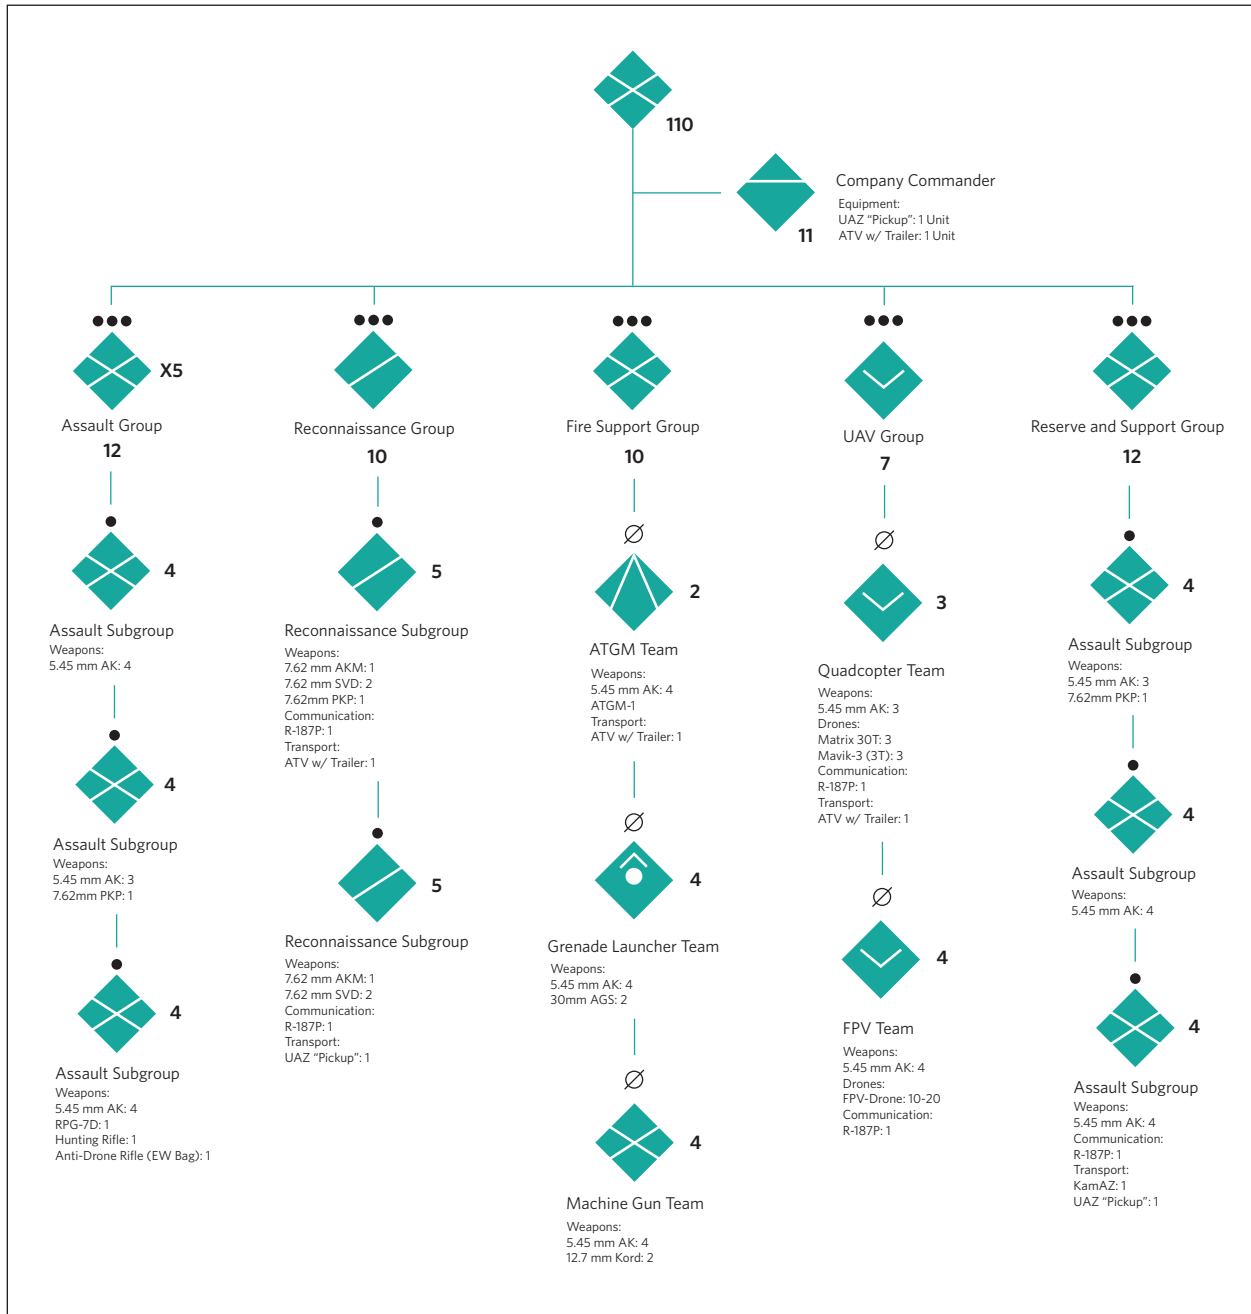 110
Company Commander
Equipment:
UAZ “Pickup”: 1 Unit
ATV w/ Trailer: 1 Unit
11
X5
Assault Group
12
4
Assault Subgroup
Weapons:
5.45 mm AK: 4
4
Assault Subgroup
Weapons:
5.45 mm AK: 3
7.62mm PKP: 1
4
Assault Subgroup
Weapons:
5.45 mm AK: 4
RPG-7D: 1
Hunting Rifle: 1
Anti-Drone Rifle (EW Bag): 1
Reconnaissance Group
10
5
Reconnaissance Subgroup
Weapons:
7.62 mm AKM: 1
7.62 mm SVD: 2
7.62mm PKP: 1
Communication:
R-187P: 1
Transport:
ATV w/ Trailer: 1
5
Reconnaissance Subgroup
Weapons:
7.62 mm AKM: 1
7.62 mm SVD: 2
Communication:
R-187P: 1
Transport:
UAZ “Pickup”: 1
Fire Support Group
10
2
ATGM Team
Weapons:
5.45 mm AK: 4
ATGM-1
Transport:
ATV w/ Trailer: 1
4
Grenade Launcher Team
Weapons:
5.45 mm AK: 4
30mm AGS: 2
4
Machine Gun Team
Weapons:
5.45 mm AK: 4
12.7 mm Kord: 2
UAV Group
7
3
Quadcopter Team
Weapons:
5.45 mm AK: 3
Drones:
Matrix 30T: 3
Mavik-3 (3T): 3
Communication:
R-187P: 1
Transport:
ATV w/ Trailer: 1
4
FPV Team
Weapons:
5.45 mm AK: 4
Drones:
FPV-Drone: 10-20
Communication:
R-187P: 1
Reserve and Support Group
12
4
Assault Subgroup
Weapons:
5.45 mm AK: 3
7.62mm PKP: 1
4
Assault Subgroup
Weapons:
5.45 mm AK: 4
4
Assault Subgroup
Weapons:
5.45 mm AK: 4
Communication:
R-187P: 1
Transport:
KamAZ: 1
UAZ “Pickup”: 1